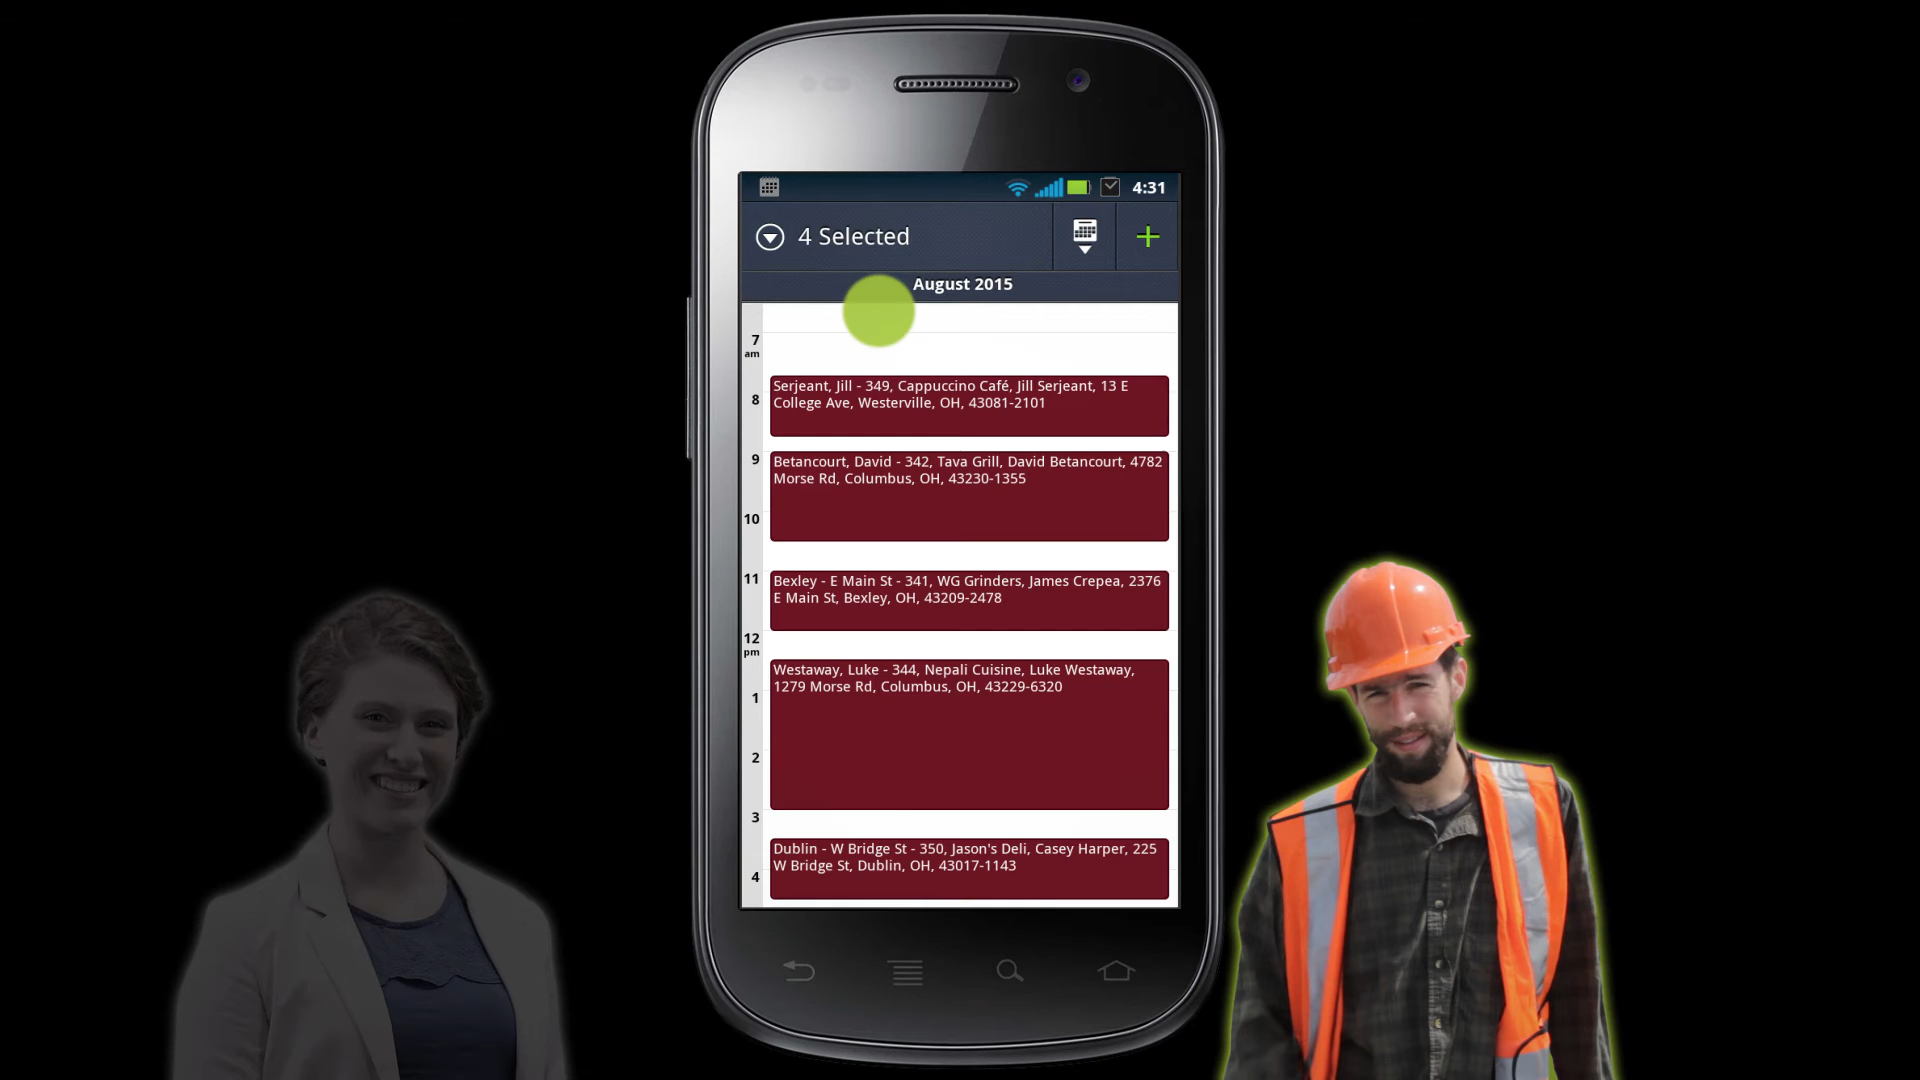 4:31
4 Selected
August 2015
7
am
Serjeant, Jill - 349, Cappuccino Café, Jill Serjeant, 13 E
College Ave, Westerville, OH, 43081-2101
8
9
Betancourt, David - 342, Tava Grill, David Betancourt, 4782
Morse Rd, Columbus, OH, 43230-1355
10
11
Bexley - E Main St - 341, WG Grinders, James Crepea, 2376
E Main St, Bexley, OH, 43209-2478
12
pm
Westaway, Luke - 344, Nepali Cuisine, Luke Westaway,
1279 Morse Rd, Columbus, OH, 43229-6320
1
2
3
Dublin - W Bridge St - 350, Jason's Deli, Casey Harper, 225
W Bridge St, Dublin, OH, 43017-1143
4